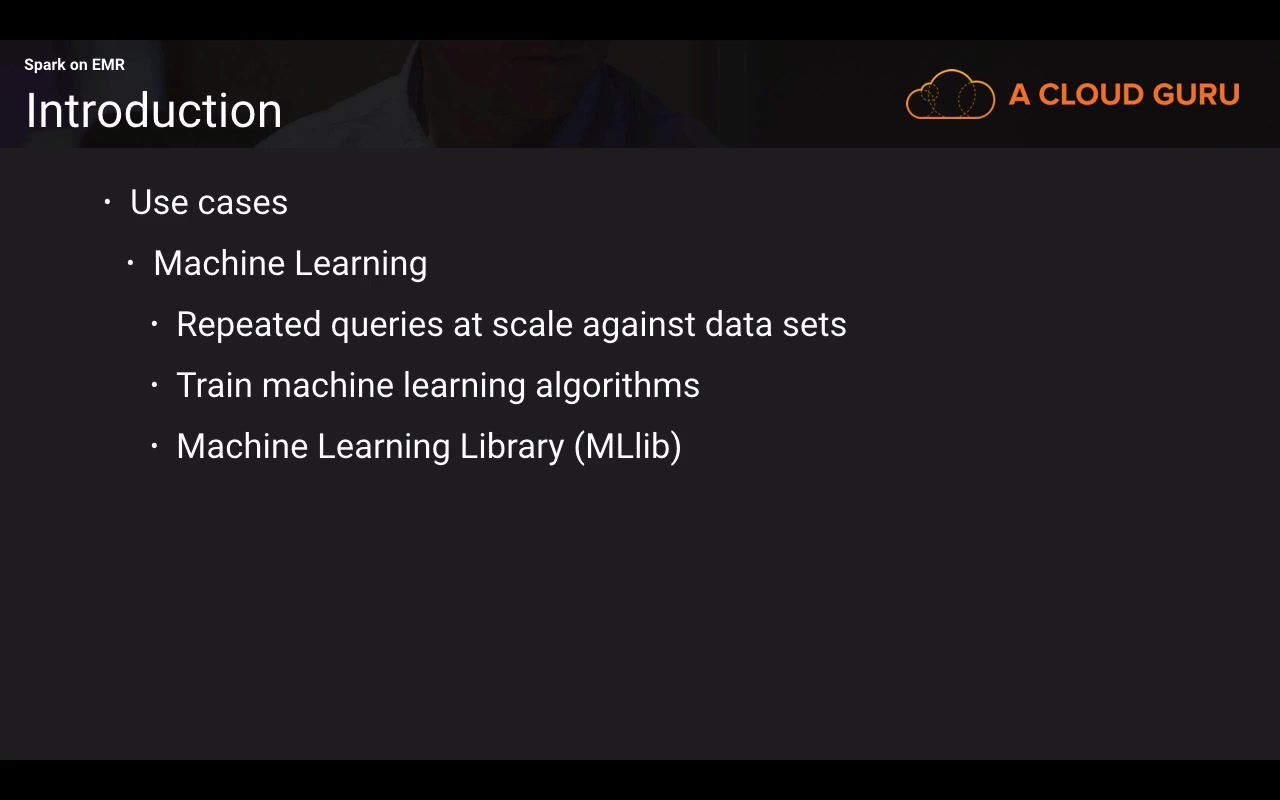 Spark on EMR
Introduction
A CLOUD GURU
• Use cases
• Machine Learning
• Repeated queries at scale against data sets
• Train machine learning algorithms
• Machine Learning Library (MLlib)